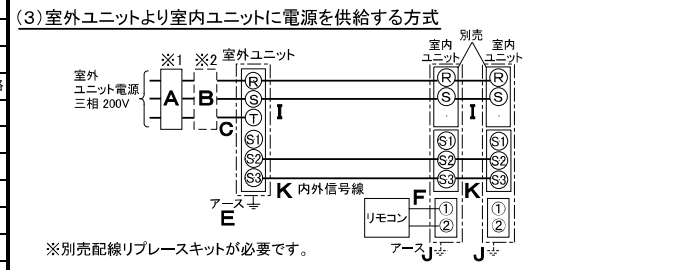 (3)室外ユニットより室内ユニットに電源を供給する方式
別売
※1 ※2 室外ユニット 室内ユニット 室内ユニット
室外ユニット電源
三相 200V
A B C
R S T S1 S2 S3
I
R S S1 S2 S3
I
R S S1 S2 S3
K 内外信号線
K
アース
E
F
リモコン
① ②
① ②
アース J
J
※別売配線リプレースキットが必要です。